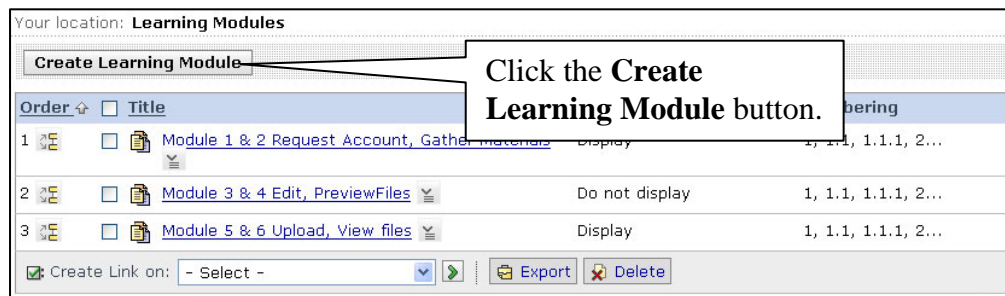 Your location: Learning Modules
Create Learning Module
Click the Create
Learning Module button.
Order Title bering
1 Module 1 & 2 Request Account, Gather Materials Display 1, 1.1, 1.1.1, 2...
2 Module 3 & 4 Edit, PreviewFiles Do not display 1, 1.1, 1.1.1, 2...
3 Module 5 & 6 Upload, View files Display 1, 1.1, 1.1.1, 2...
: Create Link on: - Select - Export Delete